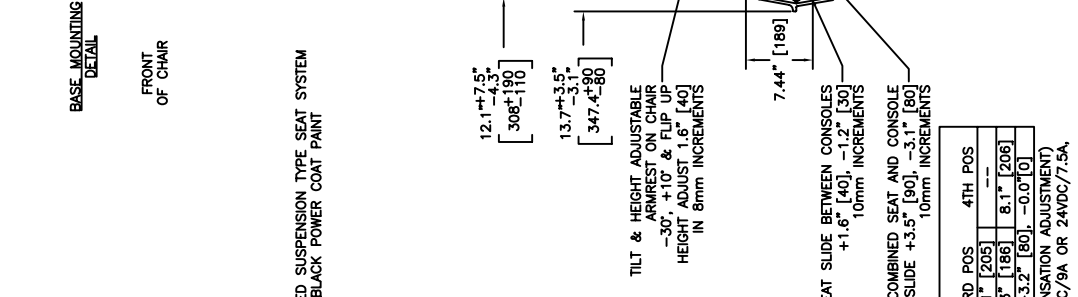 BASE MOUNTING
DETAIL
FRONT
OF CHAIR
SUSPENSION TYPE SEAT SYSTEM
BLACK POWER COAT PAINT
12.1"+7.5"
-4.3"
[308+190
-110]
13.7"+3.5"
-3.1"
[347.4+90
-80]
TILT & HEIGHT ADJUSTABLE
ARMREST ON CHAIR
-30°, +10° & FLIP UP
HEIGHT ADJUST 1.6" [40]
IN 8mm INCREMENTS
7.44" [189]
SLIDE BETWEEN CONSOLES
+1.6" [40], -1.2" [30]
10mm INCREMENTS
COMBINED SEAT AND CONSOLE
SLIDE +3.5" [90], -3.1" [80]
10mm INCREMENTS
POS 4TH POS
[205] --
[186] 8.1" [206]
3.2" [80], -0.0"[0]
ADJUSTMENT)
/9A OR 24VDC/7.5A,